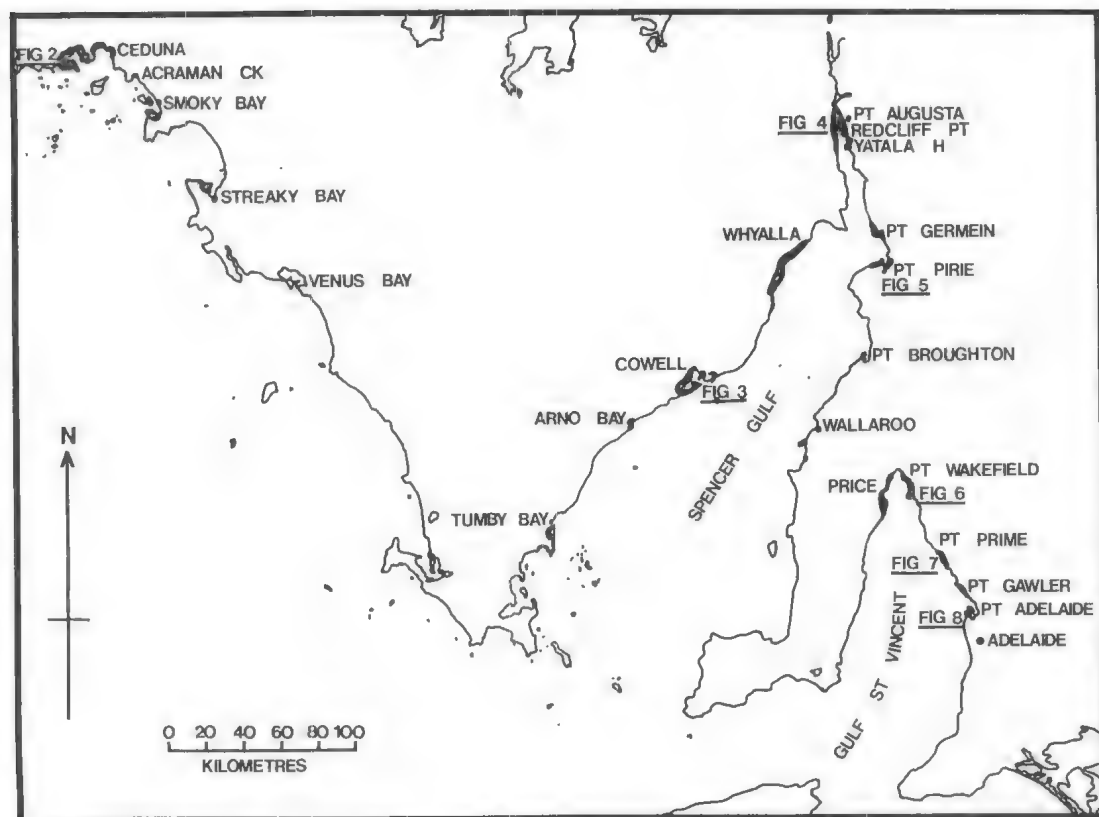 FIG 2
CEDUNA
ACRAMAN CK
SMOKY BAY
STREAKY BAY
VENUS BAY
FIG 4
PT AUGUSTA
REDCLIFF PT
YATALA H
WHYALLA
PT GERMEIN
PT PIRIE
FIG 5
COWELL
FIG 3
PT BROUGHTON
ARNO BAY
WALLAROO
SPENCER GULF
N
TUMBY BAY
PRICE
PT WAKEFIELD
FIG 6
PT PRIME
FIG 7
PT GAWLER
PT ADELAIDE
FIG 8
ADELAIDE
GULF ST VINCENT
0 20 40 60 80 100
KILOMETRES